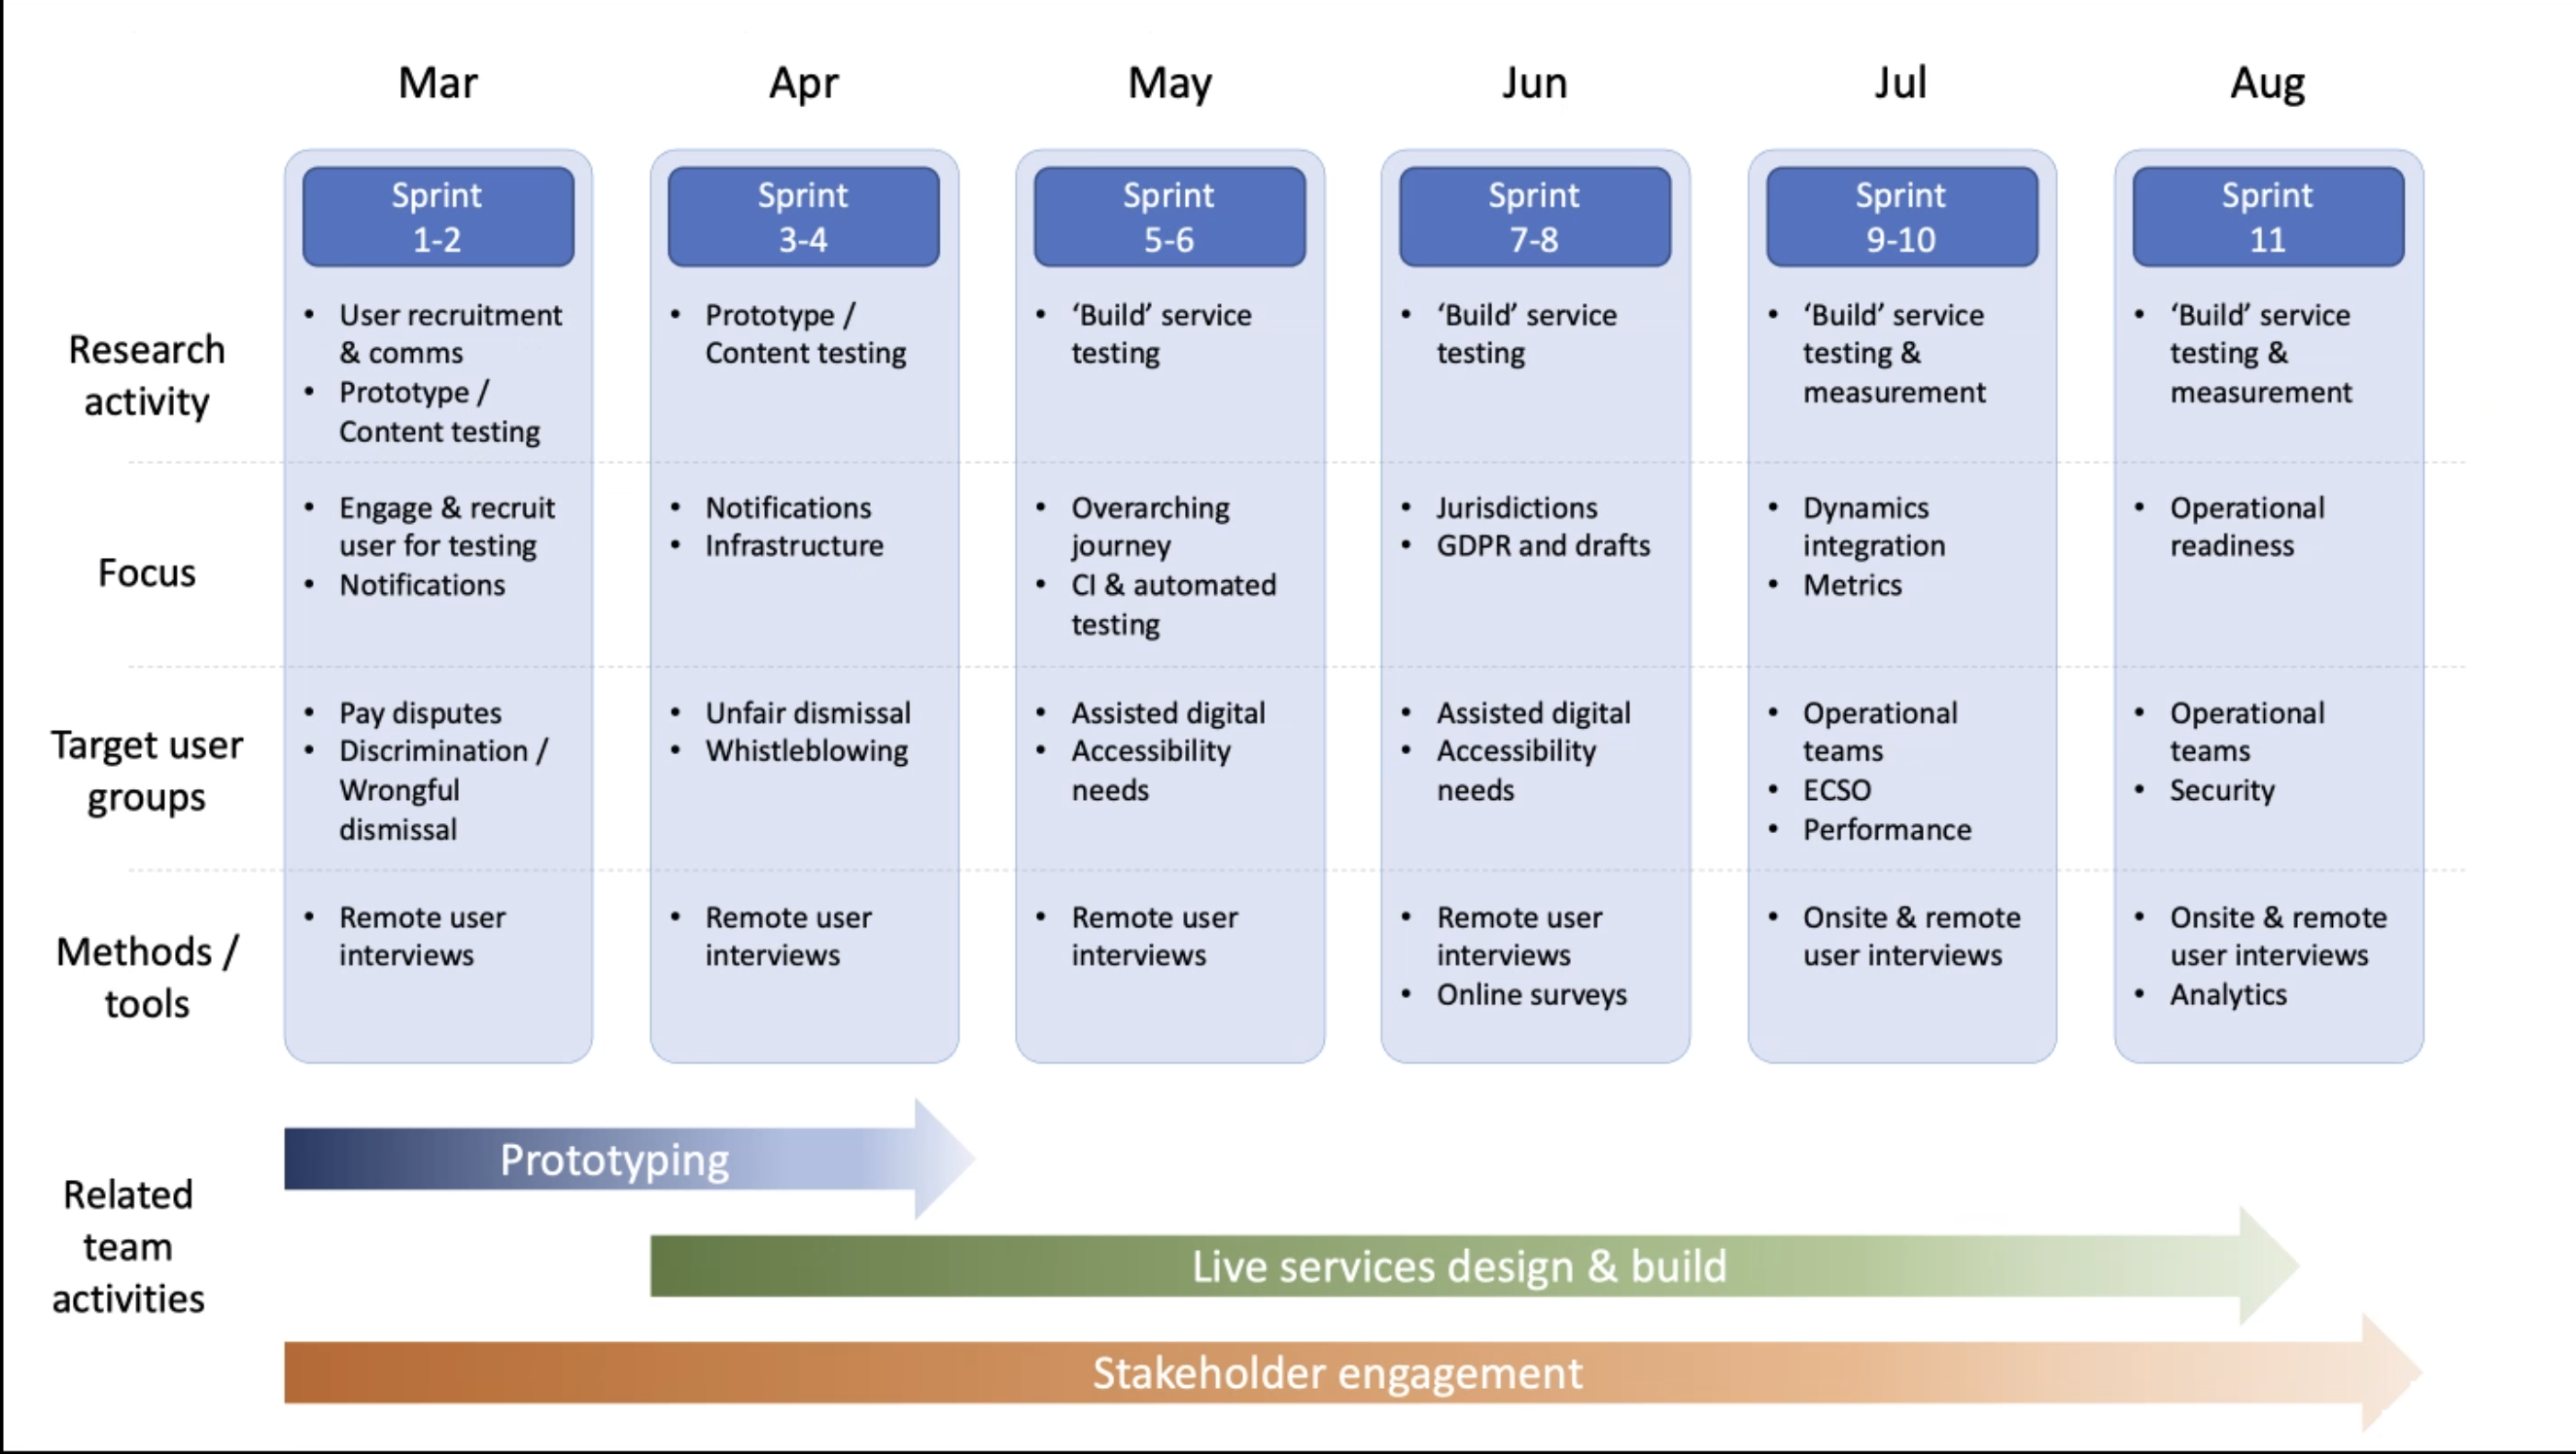 Mar
Apr
May
Jun
Jul
Aug
Sprint
1-2
Sprint
3-4
Sprint
5-6
Sprint
7-8
Sprint
9-10
Sprint
11
Research
activity
• User recruitment
& comms
• Prototype /
Content testing
• Prototype /
Content testing
• ‘Build’ service
testing
• ‘Build’ service
testing
• ‘Build’ service
testing &
measurement
• ‘Build’ service
testing &
measurement
Focus
• Engage & recruit
user for testing
• Notifications
• Notifications
• Infrastructure
• Overarching
journey
• CI & automated
testing
• Jurisdictions
• GDPR and drafts
• Dynamics
integration
• Metrics
• Operational
readiness
Target user
groups
• Pay disputes
• Discrimination /
Wrongful
dismissal
• Unfair dismissal
• Whistleblowing
• Assisted digital
• Accessibility
needs
• Assisted digital
• Accessibility
needs
• Operational
teams
• ECSO
• Performance
• Operational
teams
• Security
Methods /
tools
• Remote user
interviews
• Remote user
interviews
• Remote user
interviews
• Remote user
interviews
• Online surveys
• Onsite & remote
user interviews
• Onsite & remote
user interviews
• Analytics
Related
team
activities
Prototyping
Live services design & build
Stakeholder engagement